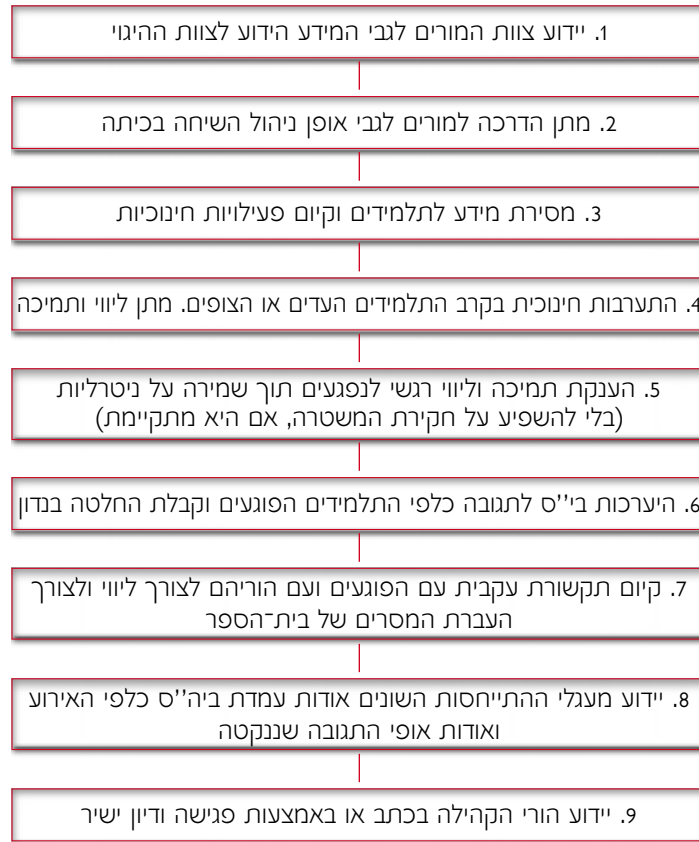 1. יידוע צוות המורים לגבי המידע הידוע לצוות ההיגוי
2. מתן הדרכה למורים לגבי אופן ניהול השיחה בכיתה
3. מסירת מידע לתלמידים וקיום פעילויות חינוכיות
4. התערבות חינוכית בקרב התלמידים העדים או הצופים. מתן ליווי ותמיכה
5. הענקת תמיכה וליווי רגשי לנפגעים תוך שמירה על ניטרליות
(בלי להשפיע על חקירת המשטרה, אם היא מתקיימת)
6. היערכות בי''ס לתגובה כלפי התלמידים הפוגעים וקבלת החלטה בנדון
7. קיום תקשורת עקבית עם הפוגעים ועם הוריהם לצורך ליווי ולצורך
העברת המסרים של בית־הספר
8. יידוע מעגלי ההתייחסות השונים אודות עמדת ביה''ס כלפי האירוע
ואודות אופי התגובה שננקטה
9. יידוע הורי הקהילה בכתב או באמצעות פגישה ודיון ישיר